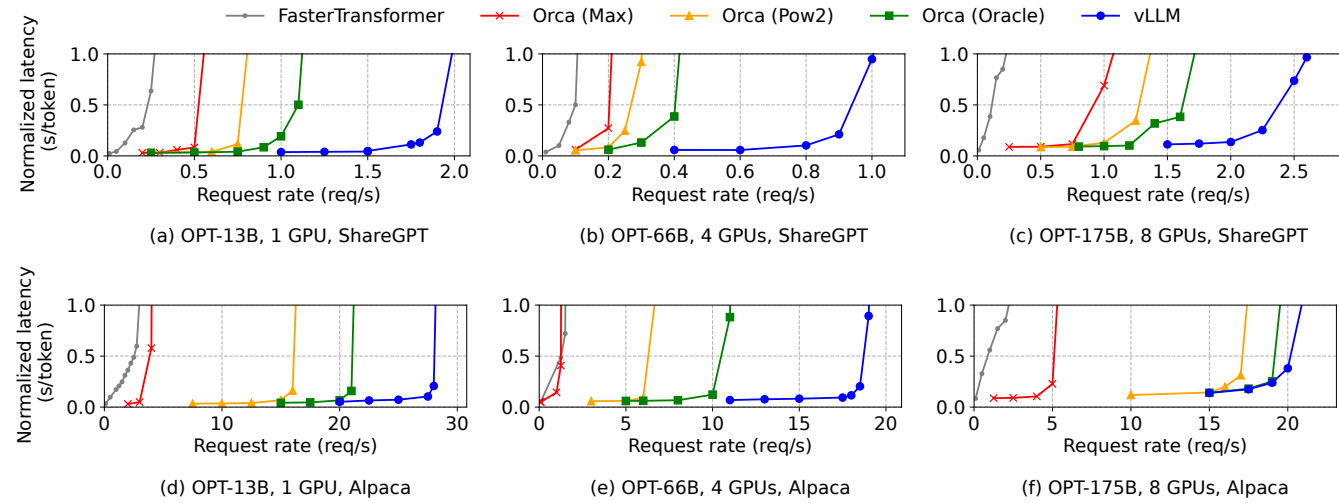 FasterTransformer Orca (Max) Orca (Pow2) Orca (Oracle) vLLM
Normalized latency
(s/token)
1.0
0.5
0.0
0.0 0.5 1.0 1.5 2.0
Request rate (req/s)
(a) OPT-13B, 1 GPU, ShareGPT
1.0
0.5
0.0
0.0 0.2 0.4 0.6 0.8 1.0
Request rate (req/s)
(b) OPT-66B, 4 GPUs, ShareGPT
1.0
0.5
0.0
0.0 0.5 1.0 1.5 2.0 2.5
Request rate (req/s)
(c) OPT-175B, 8 GPUs, ShareGPT
Normalized latency
(s/token)
1.0
0.5
0.0
0 10 20 30
Request rate (req/s)
(d) OPT-13B, 1 GPU, Alpaca
1.0
0.5
0.0
0 5 10 15 20
Request rate (req/s)
(e) OPT-66B, 4 GPUs, Alpaca
1.0
0.5
0.0
0 5 10 15 20
Request rate (req/s)
(f) OPT-175B, 8 GPUs, Alpaca